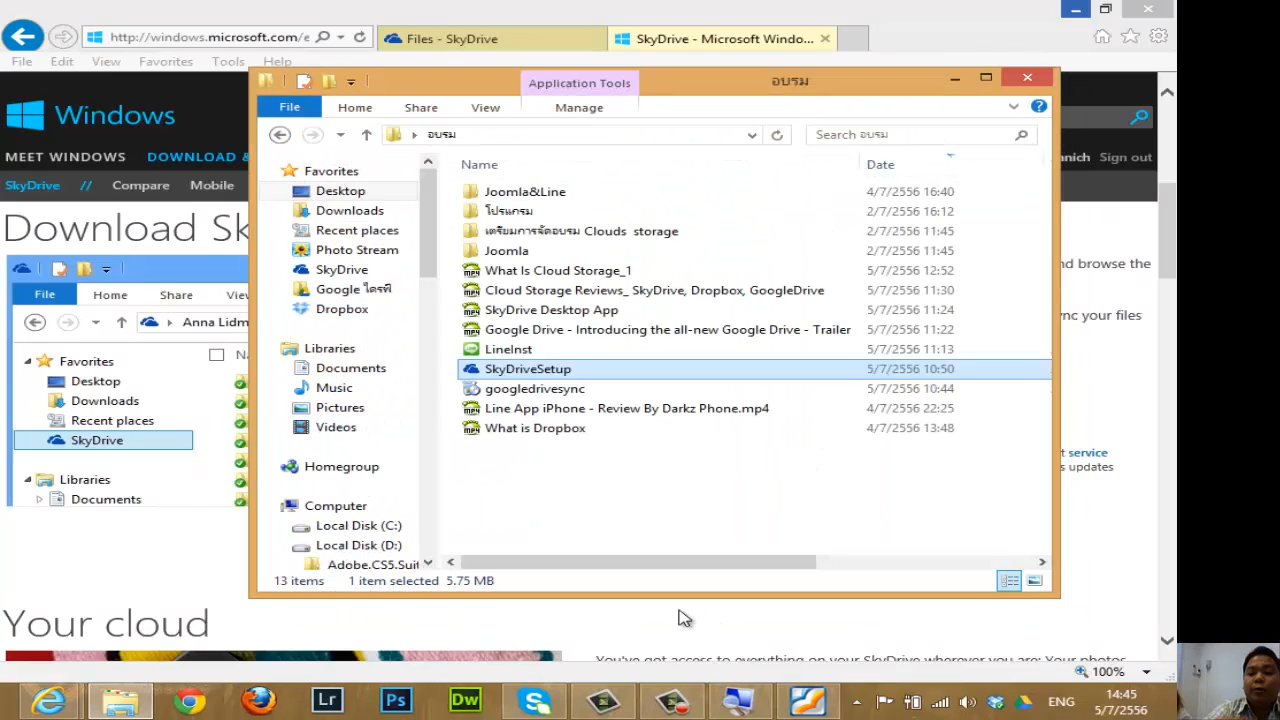 http://windows.microsoft.com/e
Files - SkyDrive
SkyDrive - Microsoft Windo...
File Edit View Favorites Tools Help
Windows
MEET WINDOWS DOWNLOAD &
nnich Sign out
SkyDrive // Compare Mobile
Download Sk
File Home Share Vie
Anna Lidm
Na
Favorites
Desktop
Downloads
Recent places
SkyDrive
Libraries
Documents
nd browse the
nc your files
t service
s updates
Your cloud
You've got access to everything on your SkyDrive wherever you are: Your photos,
100%
Application Tools
อบรม
File Home Share View Manage
อบรม
Search อบรม
Favorites
Desktop
Downloads
Recent places
Photo Stream
SkyDrive
Google ไดรฟ์
Dropbox
Libraries
Documents
Music
Pictures
Videos
Homegroup
Computer
Local Disk (C:)
Local Disk (D:)
Adobe.CS5.Suit
Name Date
Joomla&Line 4/7/2556 16:40
โปรแกรม 2/7/2556 16:12
เตรียมการจัดอบรม Clouds storage 2/7/2556 11:45
Joomla 2/7/2556 11:45
What Is Cloud Storage_1 5/7/2556 12:52
Cloud Storage Reviews_ SkyDrive, Dropbox, GoogleDrive 5/7/2556 11:30
SkyDrive Desktop App 5/7/2556 11:24
Google Drive - Introducing the all-new Google Drive - Trailer 5/7/2556 11:22
LineInst 5/7/2556 11:13
SkyDriveSetup 5/7/2556 10:50
googledrivesync 5/7/2556 10:44
Line App iPhone - Review By Darkz Phone.mp4 4/7/2556 22:25
What is Dropbox 4/7/2556 13:48
13 items 1 item selected 5.75 MB
Lr
Ps
Dw
ENG
14:45
5/7/2556